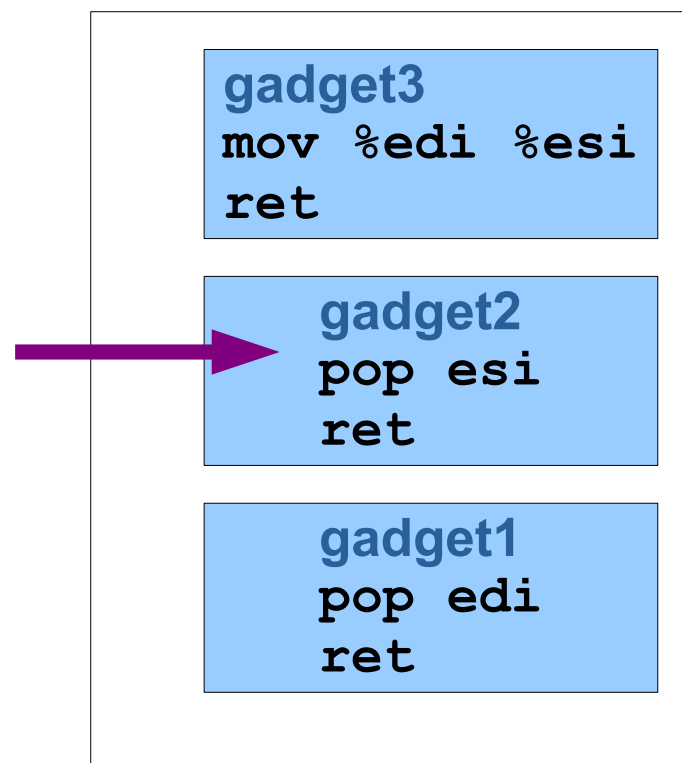 gadget3
mov %edi %esi
ret
gadget2
pop esi
ret
gadget1
pop edi
ret